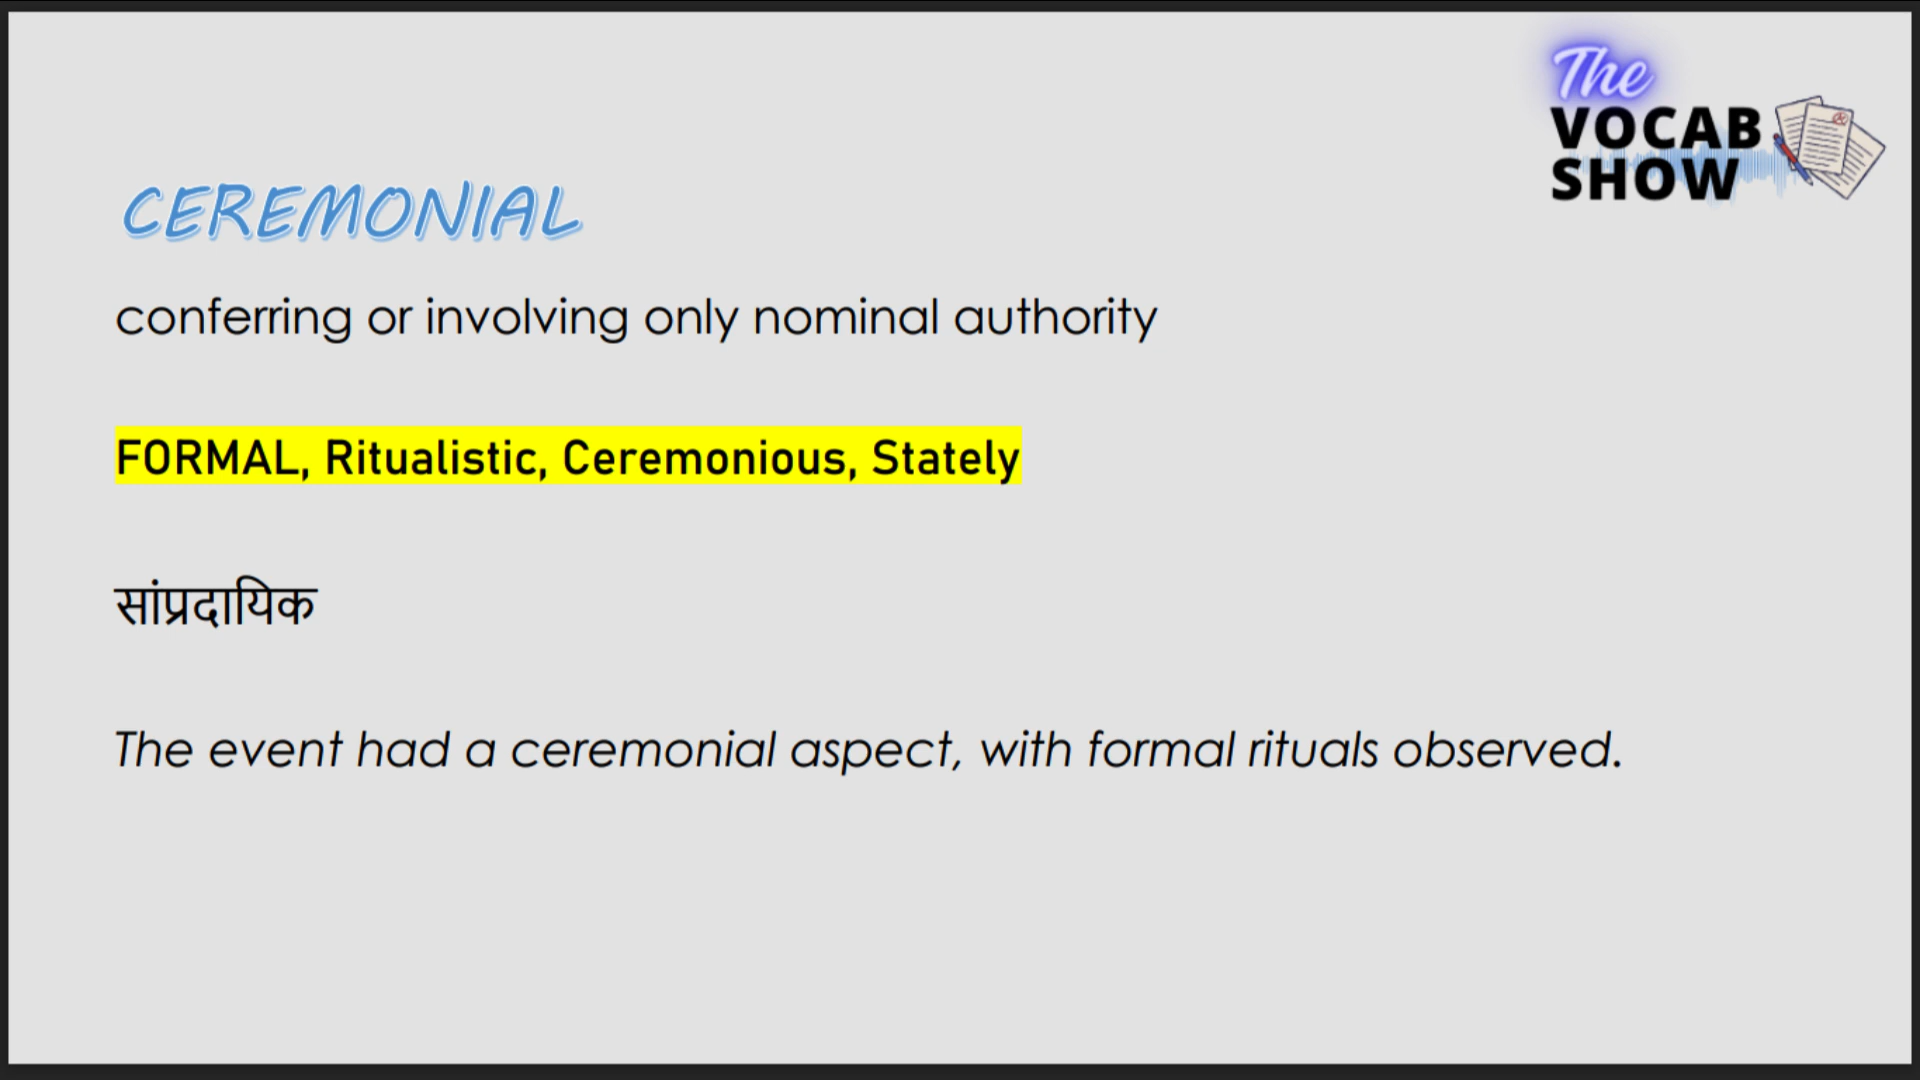 The
VOCAB
SHOW
CEREMONIAL
conferring or involving only nominal authority
FORMAL, Ritualistic, Ceremonious, Stately
सांप्रदायिक
The event had a ceremonial aspect, with formal rituals observed.